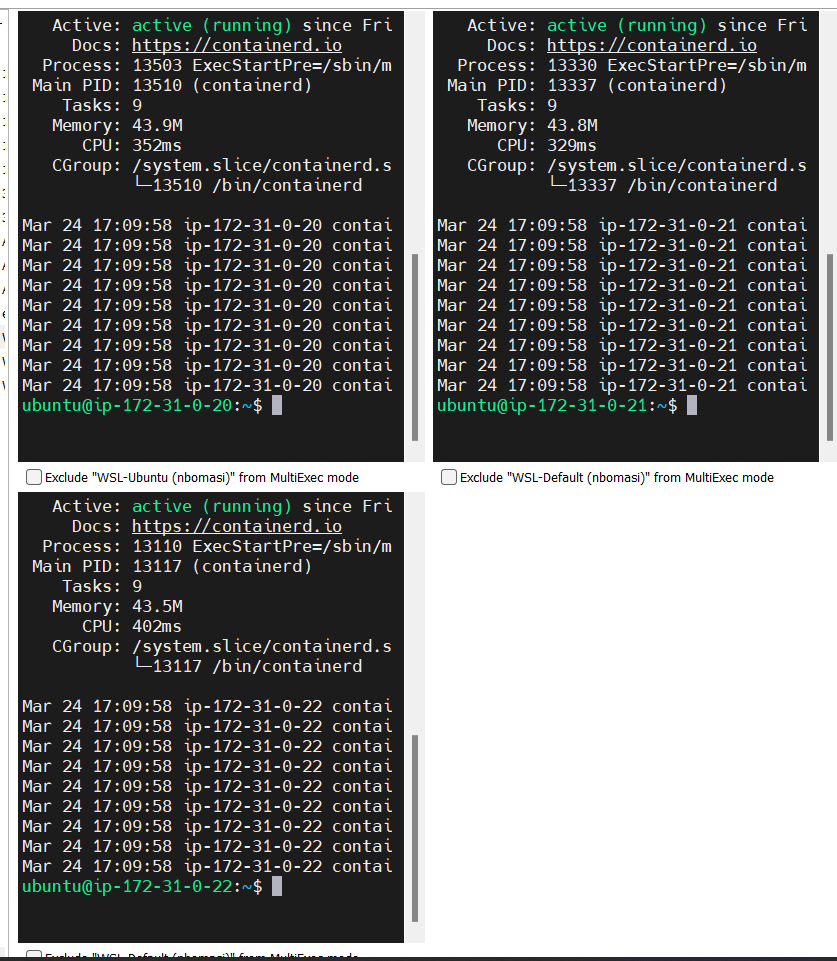 Active: active (running) since Fri
Docs: https://containerd.io
Process: 13503 ExecStartPre=/sbin/m
Main PID: 13510 (containerd)
Tasks: 9
Memory: 43.9M
CPU: 352ms
CGroup: /system.slice/containerd.s
└─13510 /bin/containerd
Mar 24 17:09:58 ip-172-31-0-20 contai
Mar 24 17:09:58 ip-172-31-0-20 contai
Mar 24 17:09:58 ip-172-31-0-20 contai
Mar 24 17:09:58 ip-172-31-0-20 contai
Mar 24 17:09:58 ip-172-31-0-20 contai
Mar 24 17:09:58 ip-172-31-0-20 contai
Mar 24 17:09:58 ip-172-31-0-20 contai
Mar 24 17:09:58 ip-172-31-0-20 contai
Mar 24 17:09:58 ip-172-31-0-20 contai
ubuntu@ip-172-31-0-20:~$
Exclude "WSL-Ubuntu (nbomasi)" from MultiExec mode
Active: active (running) since Fri
Docs: https://containerd.io
Process: 13330 ExecStartPre=/sbin/m
Main PID: 13337 (containerd)
Tasks: 9
Memory: 43.8M
CPU: 329ms
CGroup: /system.slice/containerd.s
└─13337 /bin/containerd
Mar 24 17:09:58 ip-172-31-0-21 contai
Mar 24 17:09:58 ip-172-31-0-21 contai
Mar 24 17:09:58 ip-172-31-0-21 contai
Mar 24 17:09:58 ip-172-31-0-21 contai
Mar 24 17:09:58 ip-172-31-0-21 contai
Mar 24 17:09:58 ip-172-31-0-21 contai
Mar 24 17:09:58 ip-172-31-0-21 contai
Mar 24 17:09:58 ip-172-31-0-21 contai
Mar 24 17:09:58 ip-172-31-0-21 contai
ubuntu@ip-172-31-0-21:~$
Exclude "WSL-Default (nbomasi)" from MultiExec mode
Active: active (running) since Fri
Docs: https://containerd.io
Process: 13110 ExecStartPre=/sbin/m
Main PID: 13117 (containerd)
Tasks: 9
Memory: 43.5M
CPU: 402ms
CGroup: /system.slice/containerd.s
└─13117 /bin/containerd
Mar 24 17:09:58 ip-172-31-0-22 contai
Mar 24 17:09:58 ip-172-31-0-22 contai
Mar 24 17:09:58 ip-172-31-0-22 contai
Mar 24 17:09:58 ip-172-31-0-22 contai
Mar 24 17:09:58 ip-172-31-0-22 contai
Mar 24 17:09:58 ip-172-31-0-22 contai
Mar 24 17:09:58 ip-172-31-0-22 contai
Mar 24 17:09:58 ip-172-31-0-22 contai
Mar 24 17:09:58 ip-172-31-0-22 contai
ubuntu@ip-172-31-0-22:~$
Exclude "WSL-Default (nbomasi)" from MultiExec mode